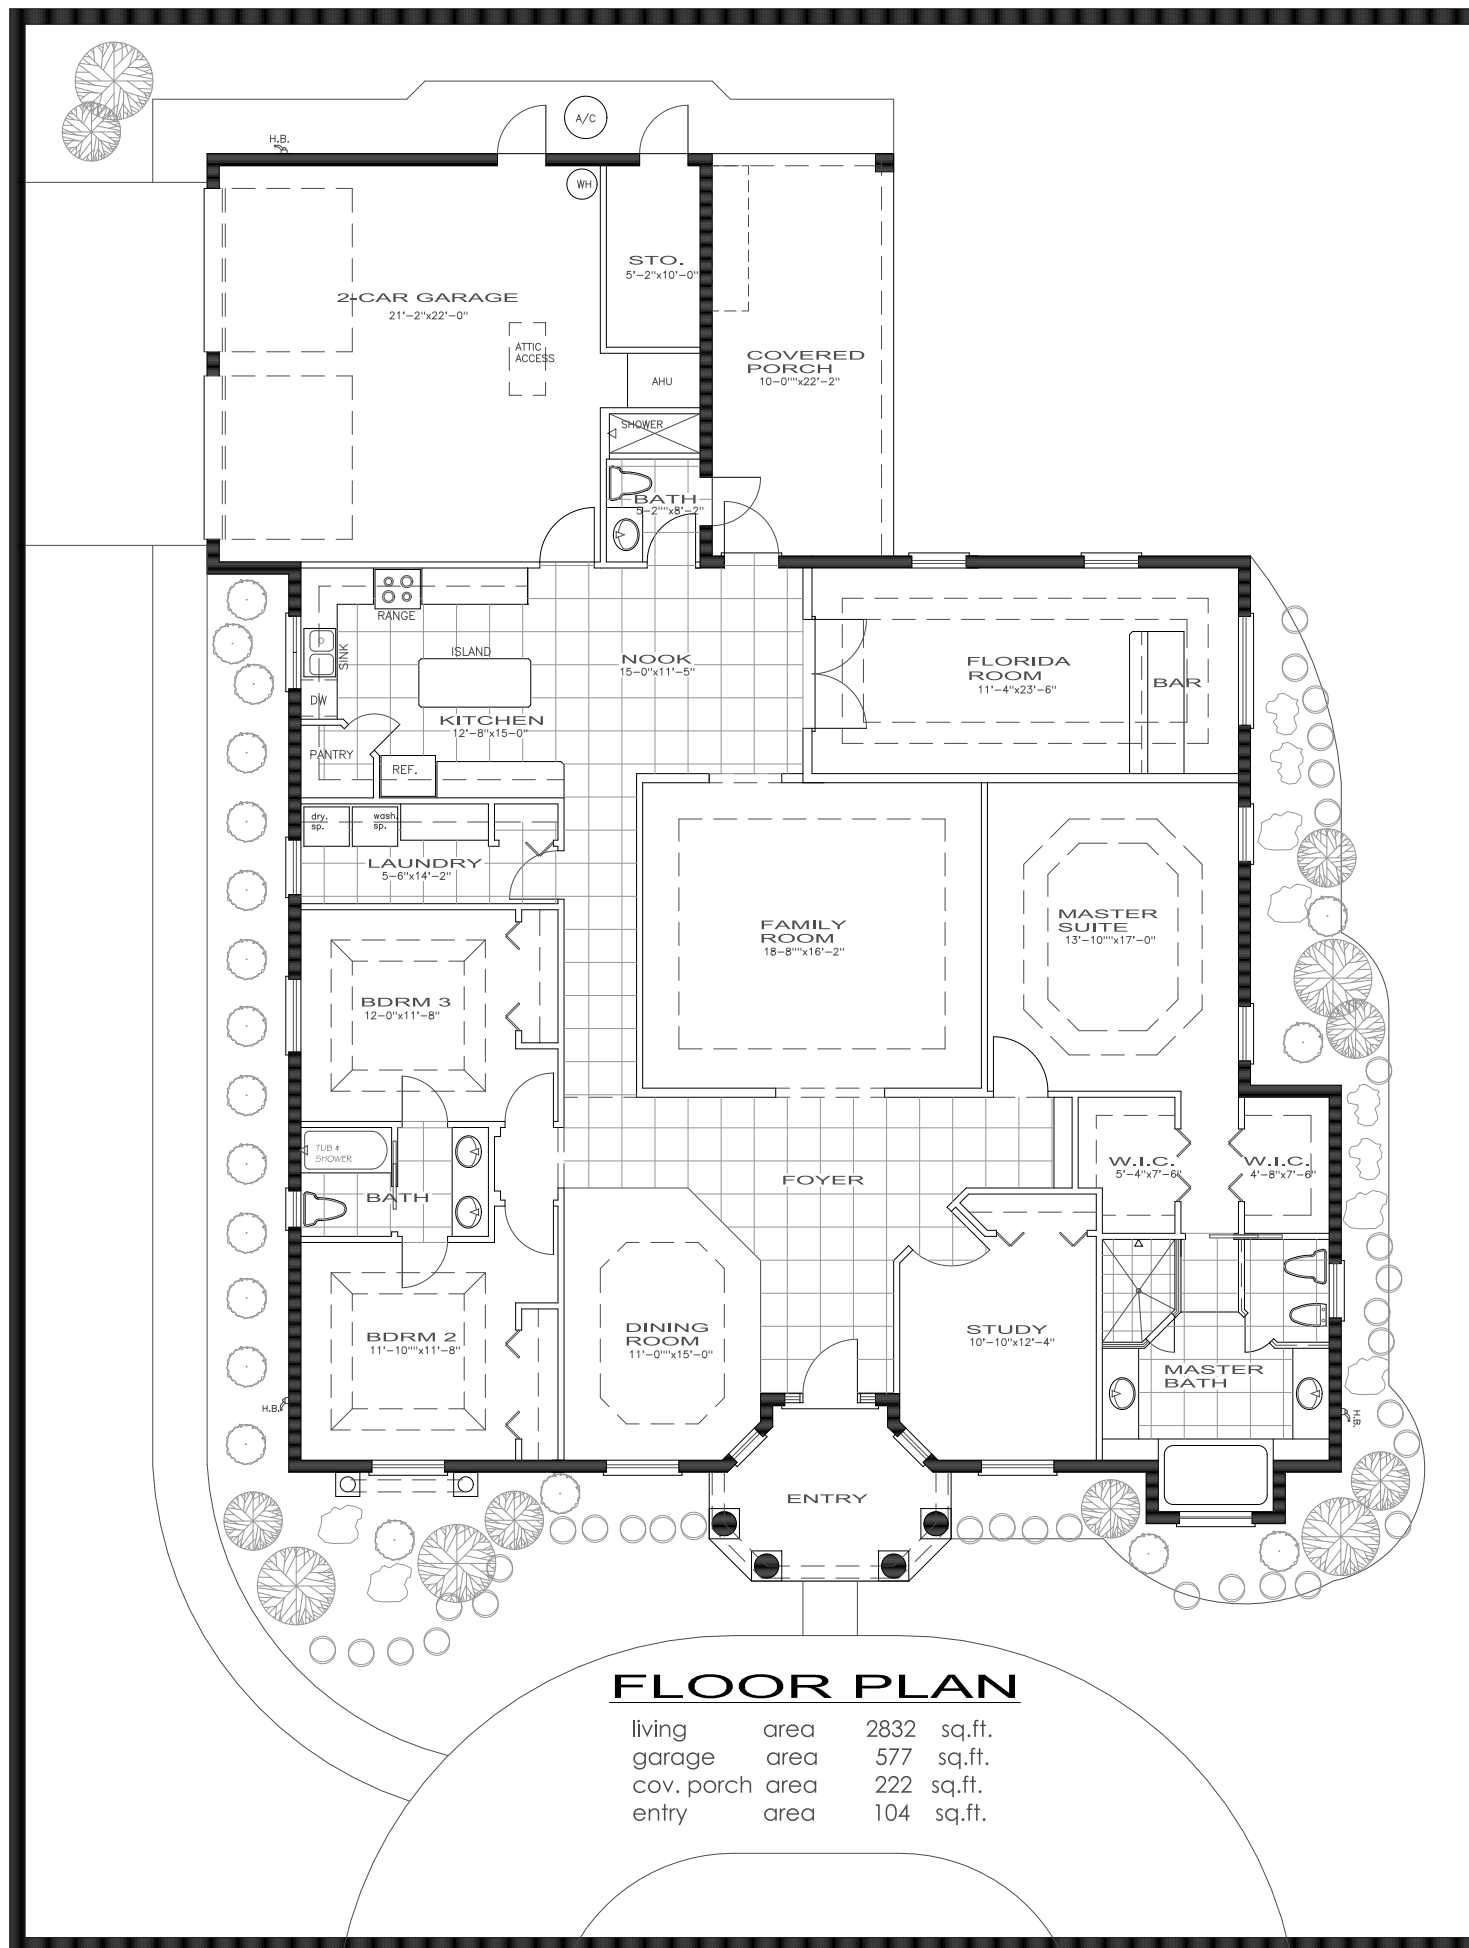 A/C
H.B.
WH
STO.
5'-2"x10'-0"
2-CAR GARAGE
21'-2"x22'-0"
ATTIC
ACCESS
COVERED
PORCH
10-0""x22'-2"
AHU
SHOWER
BATH
5-2""x8'-2"
RANGE
SINK
ISLAND
NOOK
15-0"x11'-5"
FLORIDA
ROOM
11'-4"x23'-6"
BAR
DW
KITCHEN
12'-8"x15-0"
PANTRY
REF.
dry.
sp.
wash.
sp.
LAUNDRY
5-6"x14'-2"
FAMILY
ROOM
18-8""x16'-2"
MASTER
SUITE
13'-10""x17'-0"
BDRM 3
12-0"x11'-8"
TUB &
SHOWER
BATH
FOYER
W.I.C.
5'-4"x7'-6"
W.I.C.
4'-8"x7'-6"
BDRM 2
11'-10""x11'-8"
DINING
ROOM
11'-0""x15'-0"
STUDY
10'-10"x12'-4"
MASTER
BATH
H.B.
H.B.
ENTRY
FLOOR PLAN
living area 2832 sq.ft.
garage area 577 sq.ft.
cov. porch area 222 sq.ft.
entry area 104 sq.ft.